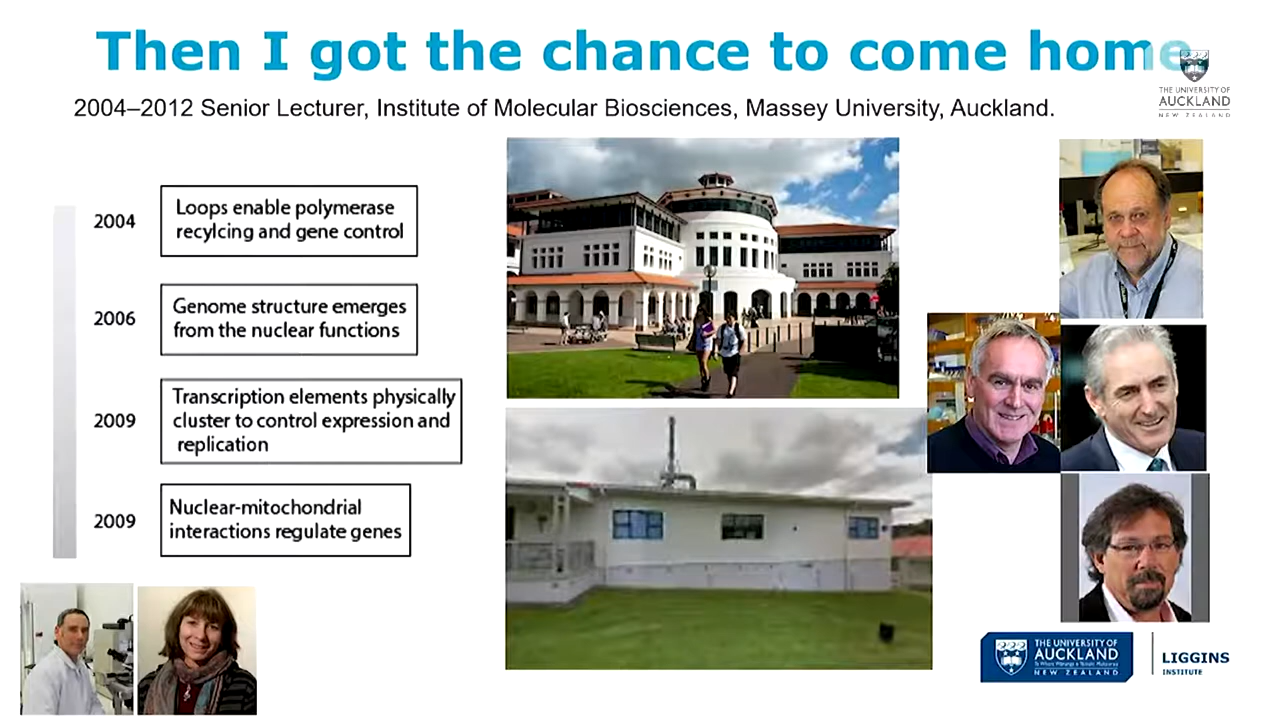 Then I got the chance to come home
2004–2012 Senior Lecturer, Institute of Molecular Biosciences, Massey University, Auckland.
THE UNIVERSITY OF
AUCKLAND
NEW ZEALAND
2004
Loops enable polymerase
recylcing and gene control
2006
Genome structure emerges
from the nuclear functions
2009
Transcription elements physically
cluster to control expression and
replication
2009
Nuclear-mitochondrial
interactions regulate genes
THE UNIVERSITY OF
AUCKLAND
NEW ZEALAND
LIGGINS
INSTITUTE